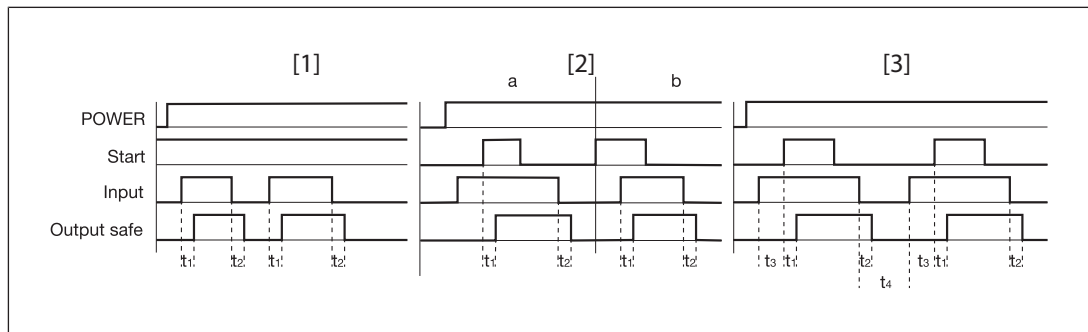 [1] [2] [3]
a b
POWER
Start
Input
Output safe
t1 t2 t1 t2 t1 t2 t1 t2 t3 t1 t2 t3 t1 t2
t4